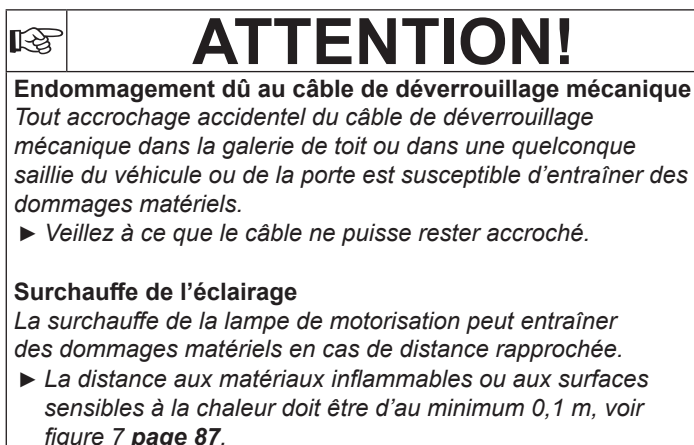 ATTENTION!
Endommagement dû au câble de déverrouillage mécanique
Tout accrochage accidentel du câble de déverrouillage
mécanique dans la galerie de toit ou dans une quelconque
saillie du véhicule ou de la porte est susceptible d’entraîner des
dommages matériels.
► Veillez à ce que le câble ne puisse rester accroché.
Surchauffe de l’éclairage
La surchauffe de la lampe de motorisation peut entraîner
des dommages matériels en cas de distance rapprochée.
► La distance aux matériaux inflammables ou aux surfaces
sensibles à la chaleur doit être d’au minimum 0,1 m, voir
figure 7 page 87.